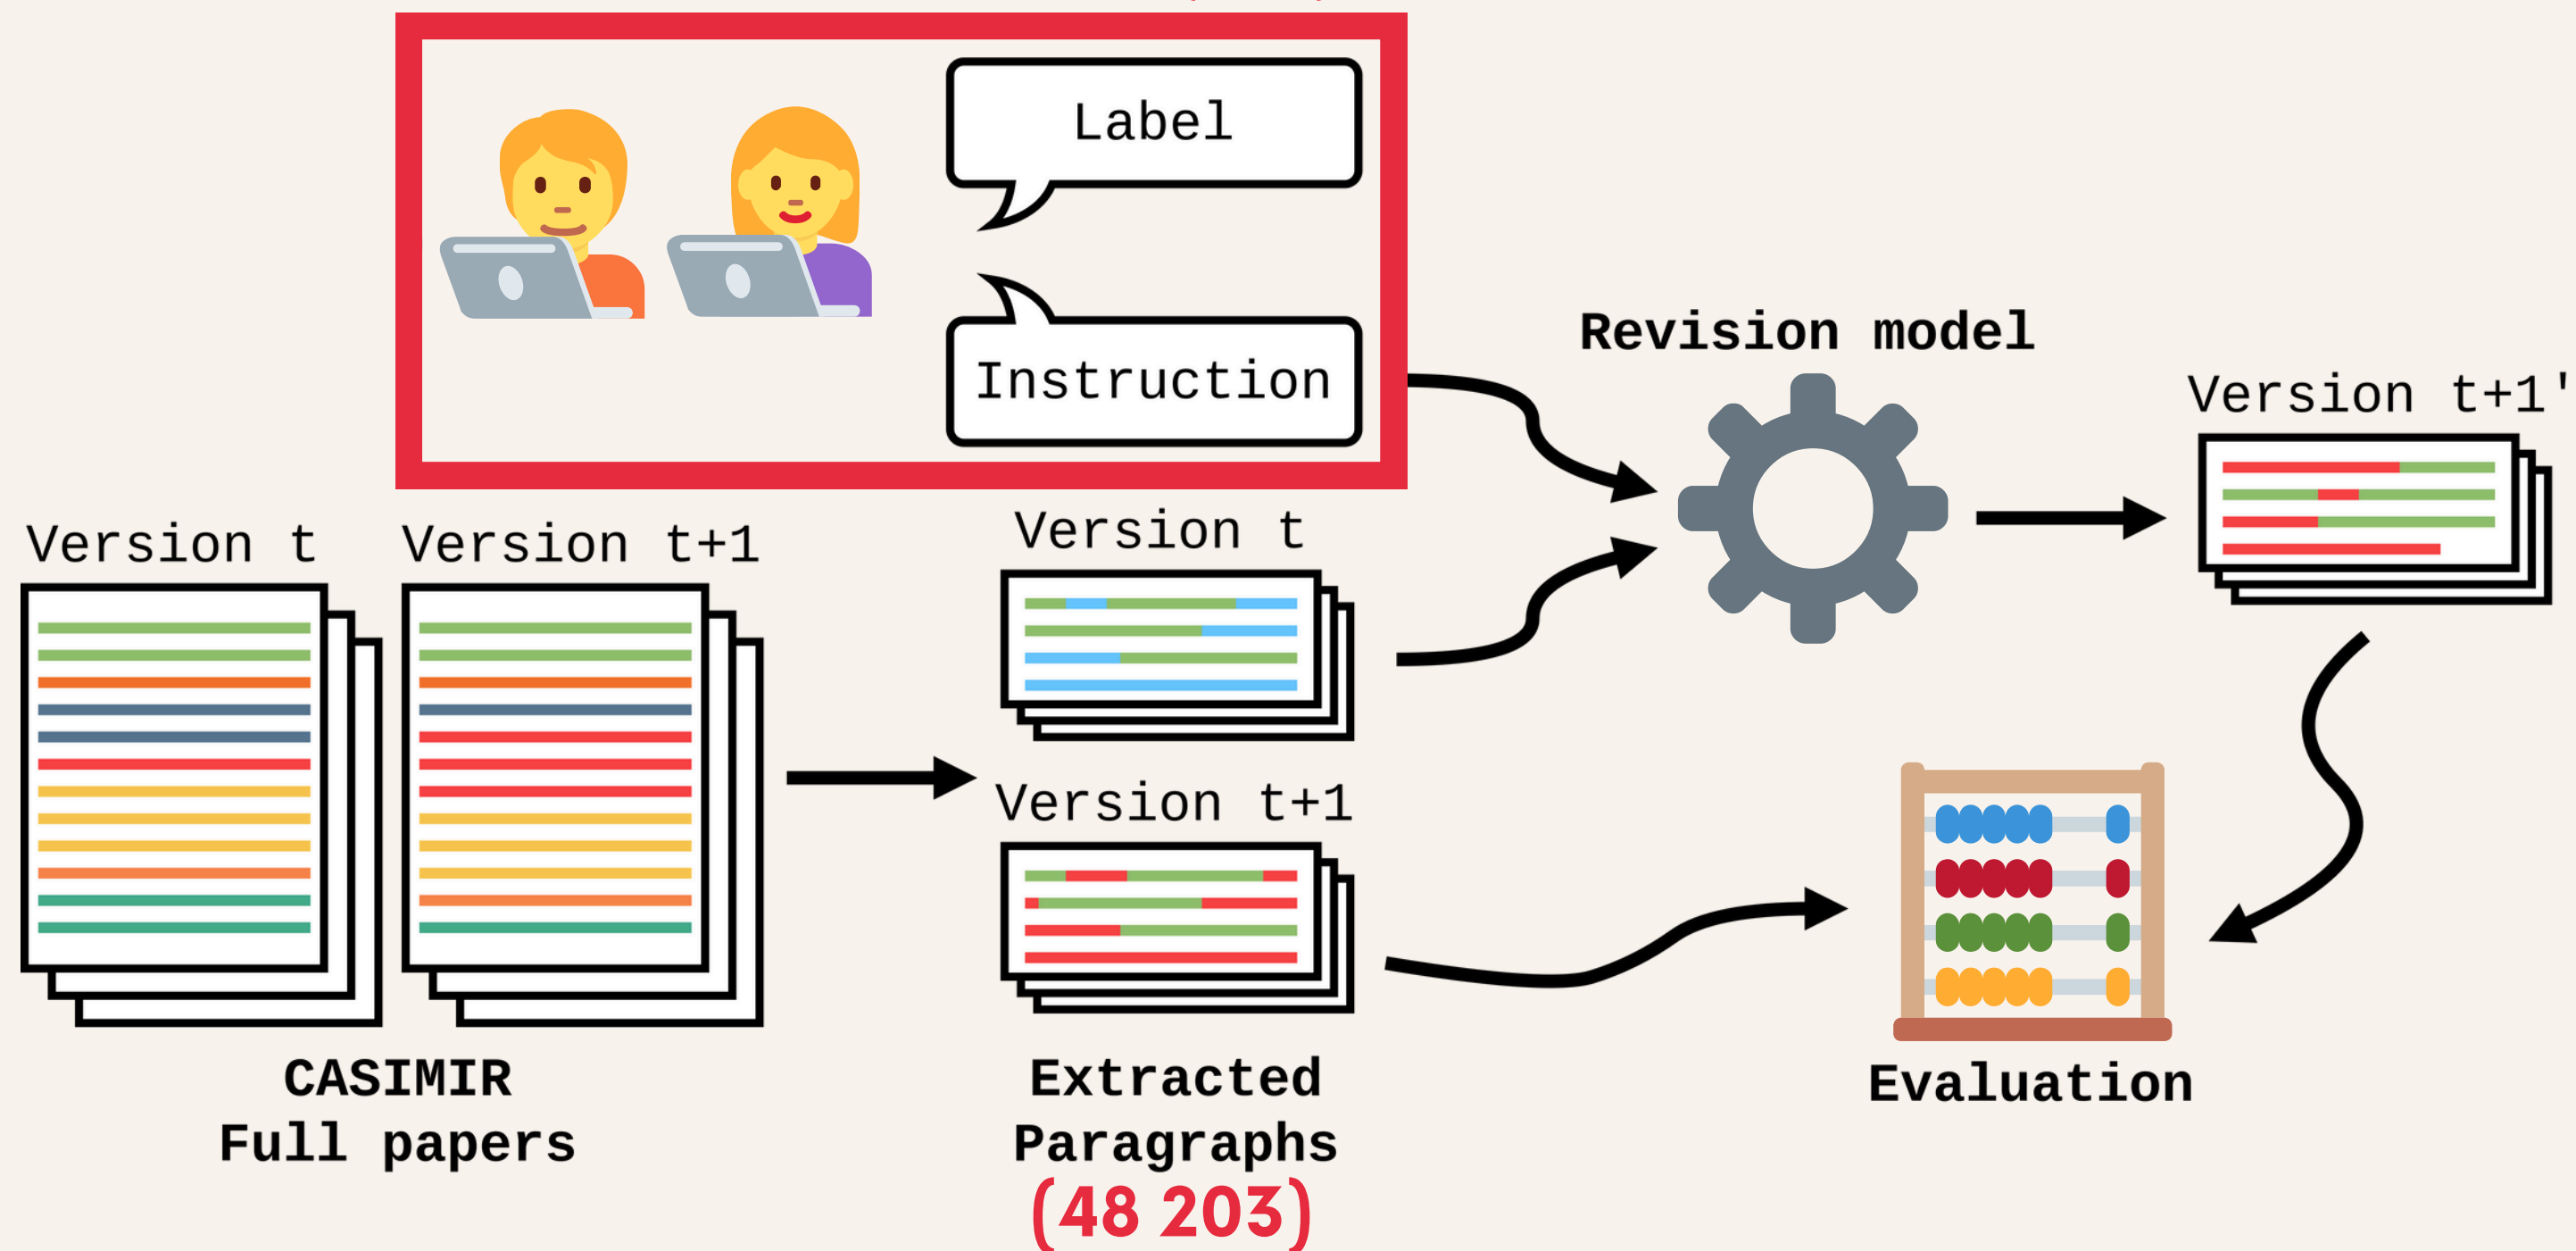 Label
Instruction
Revision model
Version t+1'
Version t
Version t+1
Version t
Version t+1
CASIMIR
Full papers
Extracted
Paragraphs
(48 203)
Evaluation